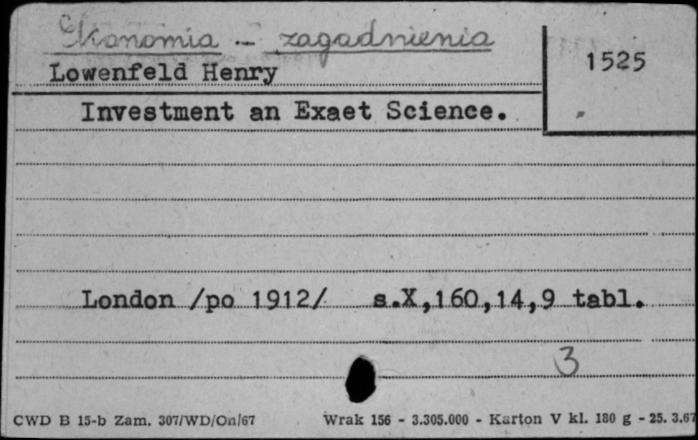 Ekonomia - zagadnienia
Lowenfeld Henry
1525
Investment an Exaet Science.
London /po 1912/ s.X,160,14,9 tabl.
3
CWD B 15-b Zam. 307/WD/On/67 Wrak 156 - 3.305.000 - Karton V kl. 180 g - 25. 3.67